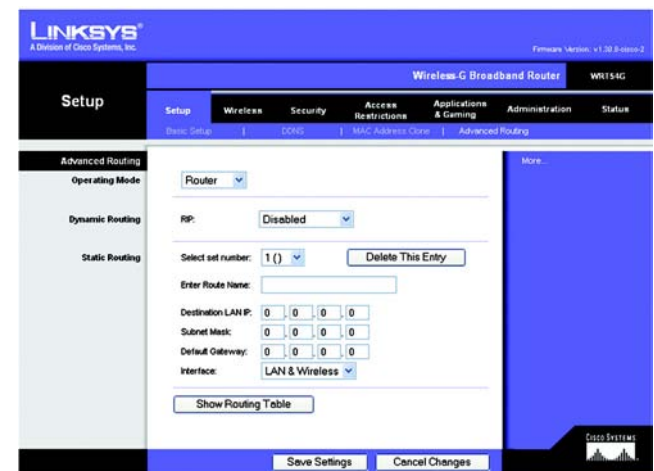 LINKSYS®
A Division of Cisco Systems, Inc.
Firmware Version: v1.30.8-cisco-2
Wireless-G Broadband Router WRT54G
Setup
Setup Wireless Security Access Restrictions Applications & Gaming Administration Status
Basic Setup | DDNS | MAC Address Clone | Advanced Routing
Advanced Routing
More...
Operating Mode Router
Dynamic Routing RIP: Disabled
Static Routing Select set number: 1 () Delete This Entry
Enter Route Name:
Destination LAN IP: 0 . 0 . 0 . 0
Subnet Mask: 0 . 0 . 0 . 0
Default Gateway: 0 . 0 . 0 . 0
Interface: LAN & Wireless
Show Routing Table
Save Settings Cancel Changes
CISCO SYSTEMS